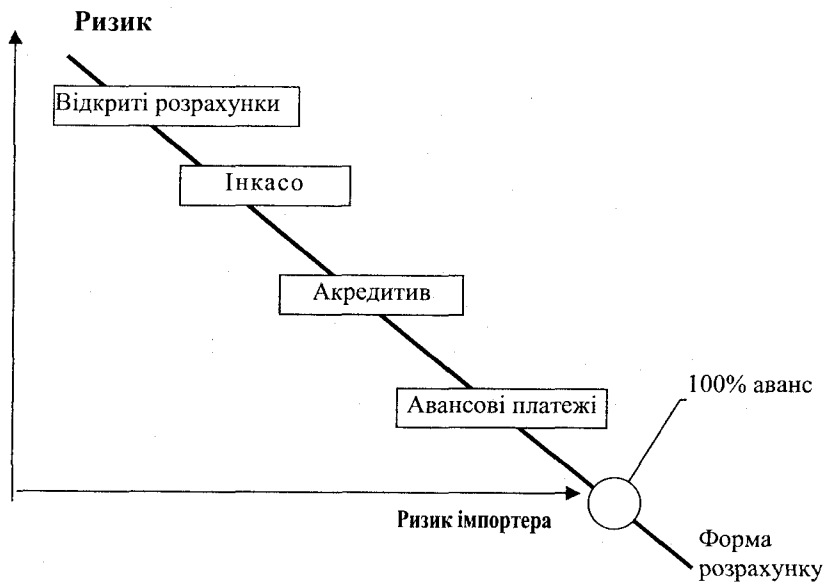 Ризик
Відкриті розрахунки
Інкасо
Акредитив
Авансові платежі
100% аванс
Ризик імпортера
Форма
розрахунку